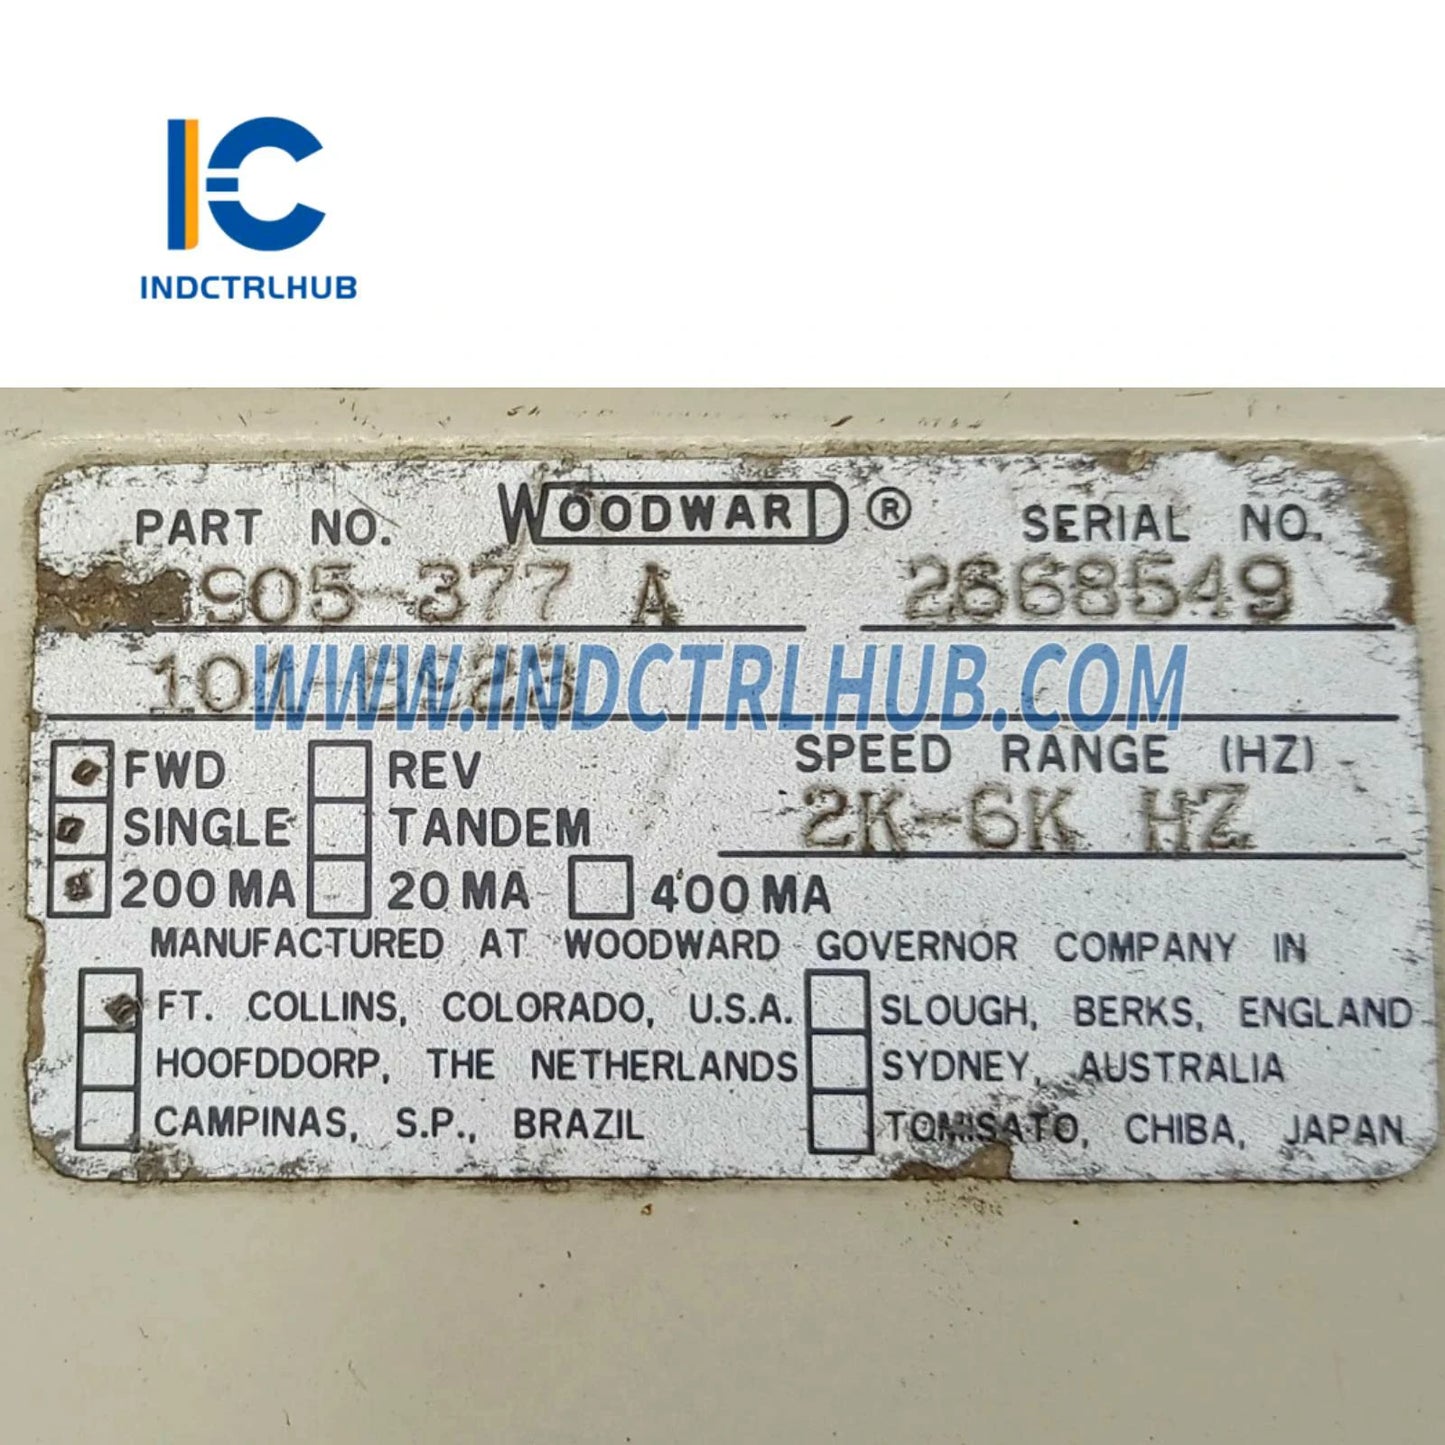 INDCTRLHUB
PART NO. WOODWARD® SERIAL NO.
9905-377 A 2668549
WWW.INDCTRLHUB.COM
FWD REV SPEED RANGE (HZ)
SINGLE TANDEM 2K-6K HZ
200 MA 20 MA 400 MA
MANUFACTURED AT WOODWARD GOVERNOR COMPANY IN
FT. COLLINS, COLORADO, U.S.A. SLOUGH, BERKS, ENGLAND
HOOFDDORP, THE NETHERLANDS SYDNEY, AUSTRALIA
CAMPINAS, S.P., BRAZIL TOMISATO, CHIBA, JAPAN